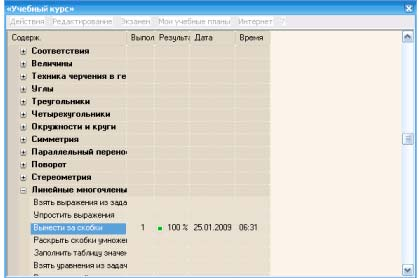 «Учебный курс»
Действия Редактирование Экзамен Мои учебные планы Интернет ?
Содерж. Выпол Результа Дата Время
Соответствия
Величины
Техника черчения в ге
Углы
Треугольники
Четырехугольники
Окружности и круги
Симметрия
Параллельный перено
Поворот
Стереометрия
Линейные многочлены
Взять выражения из зада
Упростить выражения
Вынести за скобки 1 100 % 25.01.2009 06:31
Раскрыть скобки умноже
Заполнить таблицу значен
Взять уравнения из задач